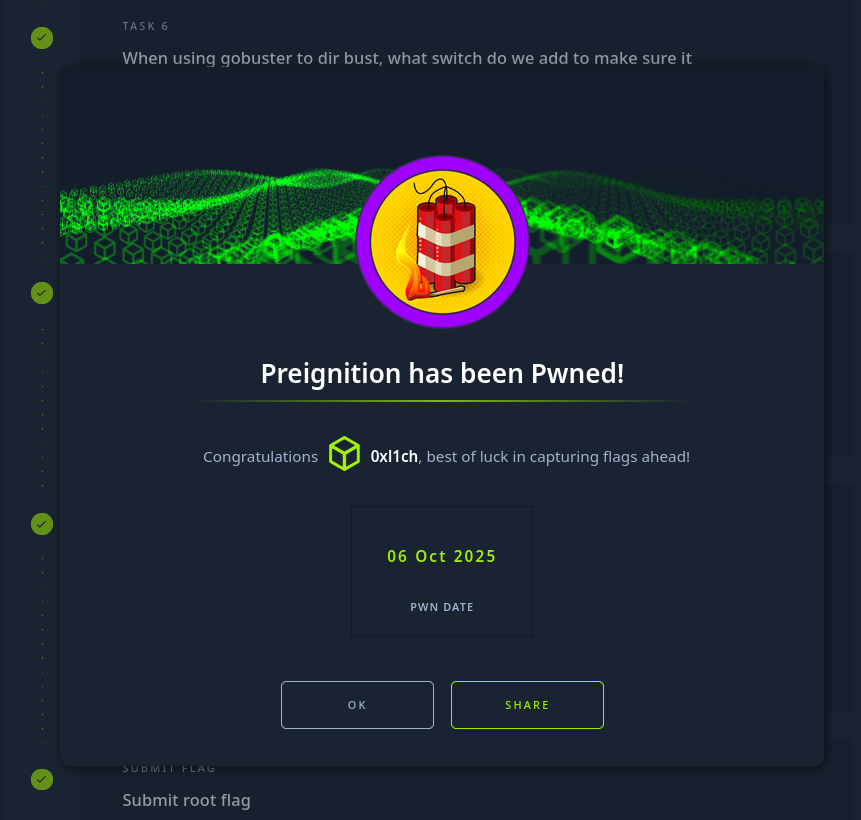 TASK 6
When using gobuster to dir bust, what switch do we add to make sure it
Preignition has been Pwned!
Congratulations 0xl1ch, best of luck in capturing flags ahead!
06 Oct 2025
PWN DATE
OK
SHARE
SUBMIT FLAG
Submit root flag